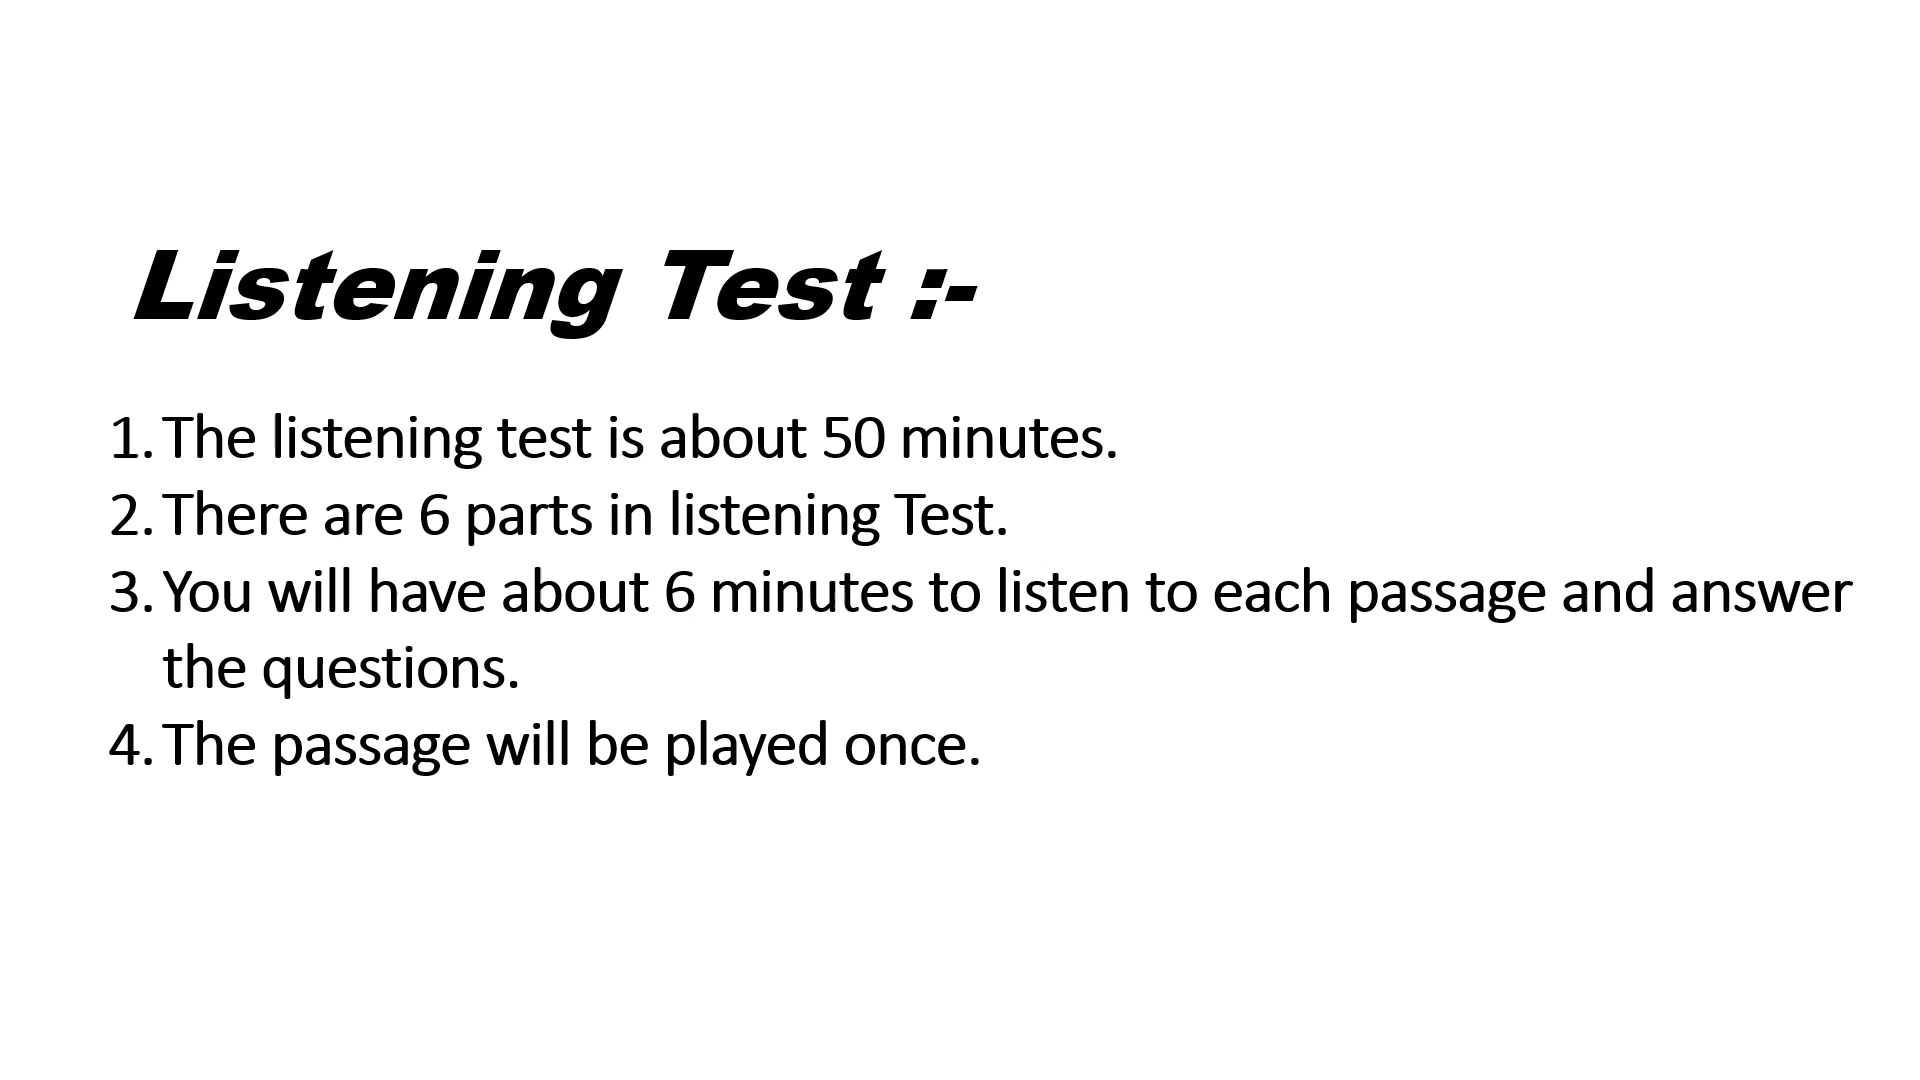 Listening Test :-
1. The listening test is about 50 minutes.
2. There are 6 parts in listening Test.
3. You will have about 6 minutes to listen to each passage and answer
the questions.
4. The passage will be played once.